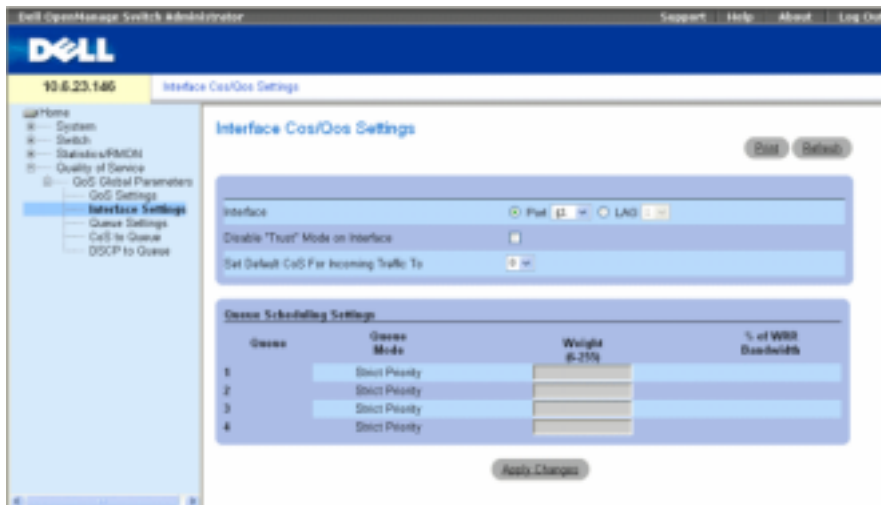 Dell OpenManage Switch Administrator
Support Help About Log Out
DELL
10.6.23.146
Interface Cos/Qos Settings
Home
System
Switch
Statistics/RMON
Quality of Service
QoS Global Parameters
QoS Settings
Interface Settings
Queue Settings
CoS to Queue
DSCP to Queue
Interface Cos/Qos Settings
Print Refresh
Interface Port g1 LAG 1
Disable "Trust" Mode on Interface
Set Default CoS For Incoming Traffic To 0
Queue Scheduling Settings
Queue Queue Mode Weight (6-255) % of WRR Bandwidth
1 Strict Priority
2 Strict Priority
3 Strict Priority
4 Strict Priority
Apply Changes